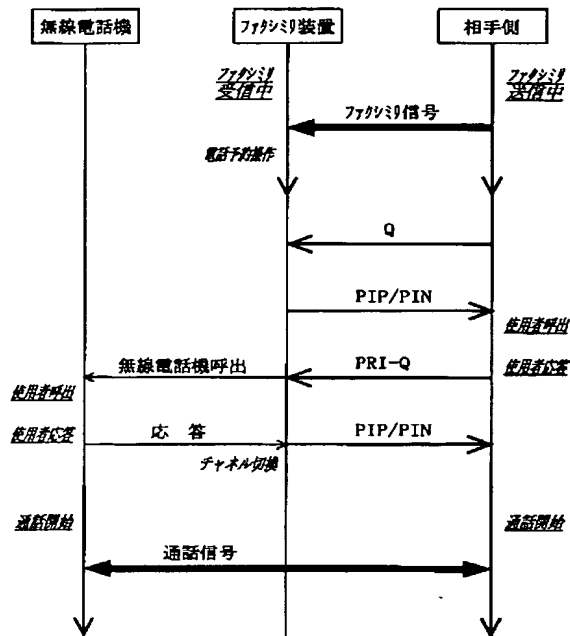 無線電話機
ファクシミリ装置
相手側
ファクシミリ
受信中
ファクシミリ
送信中
ファクシミリ信号
電話予約操作
Q
PIP/PIN
使用者呼出
無線電話機呼出
PRI-Q
使用者応答
使用者呼出
使用者応答
応 答
PIP/PIN
チャネル切換
通話開始
通話開始
通話信号